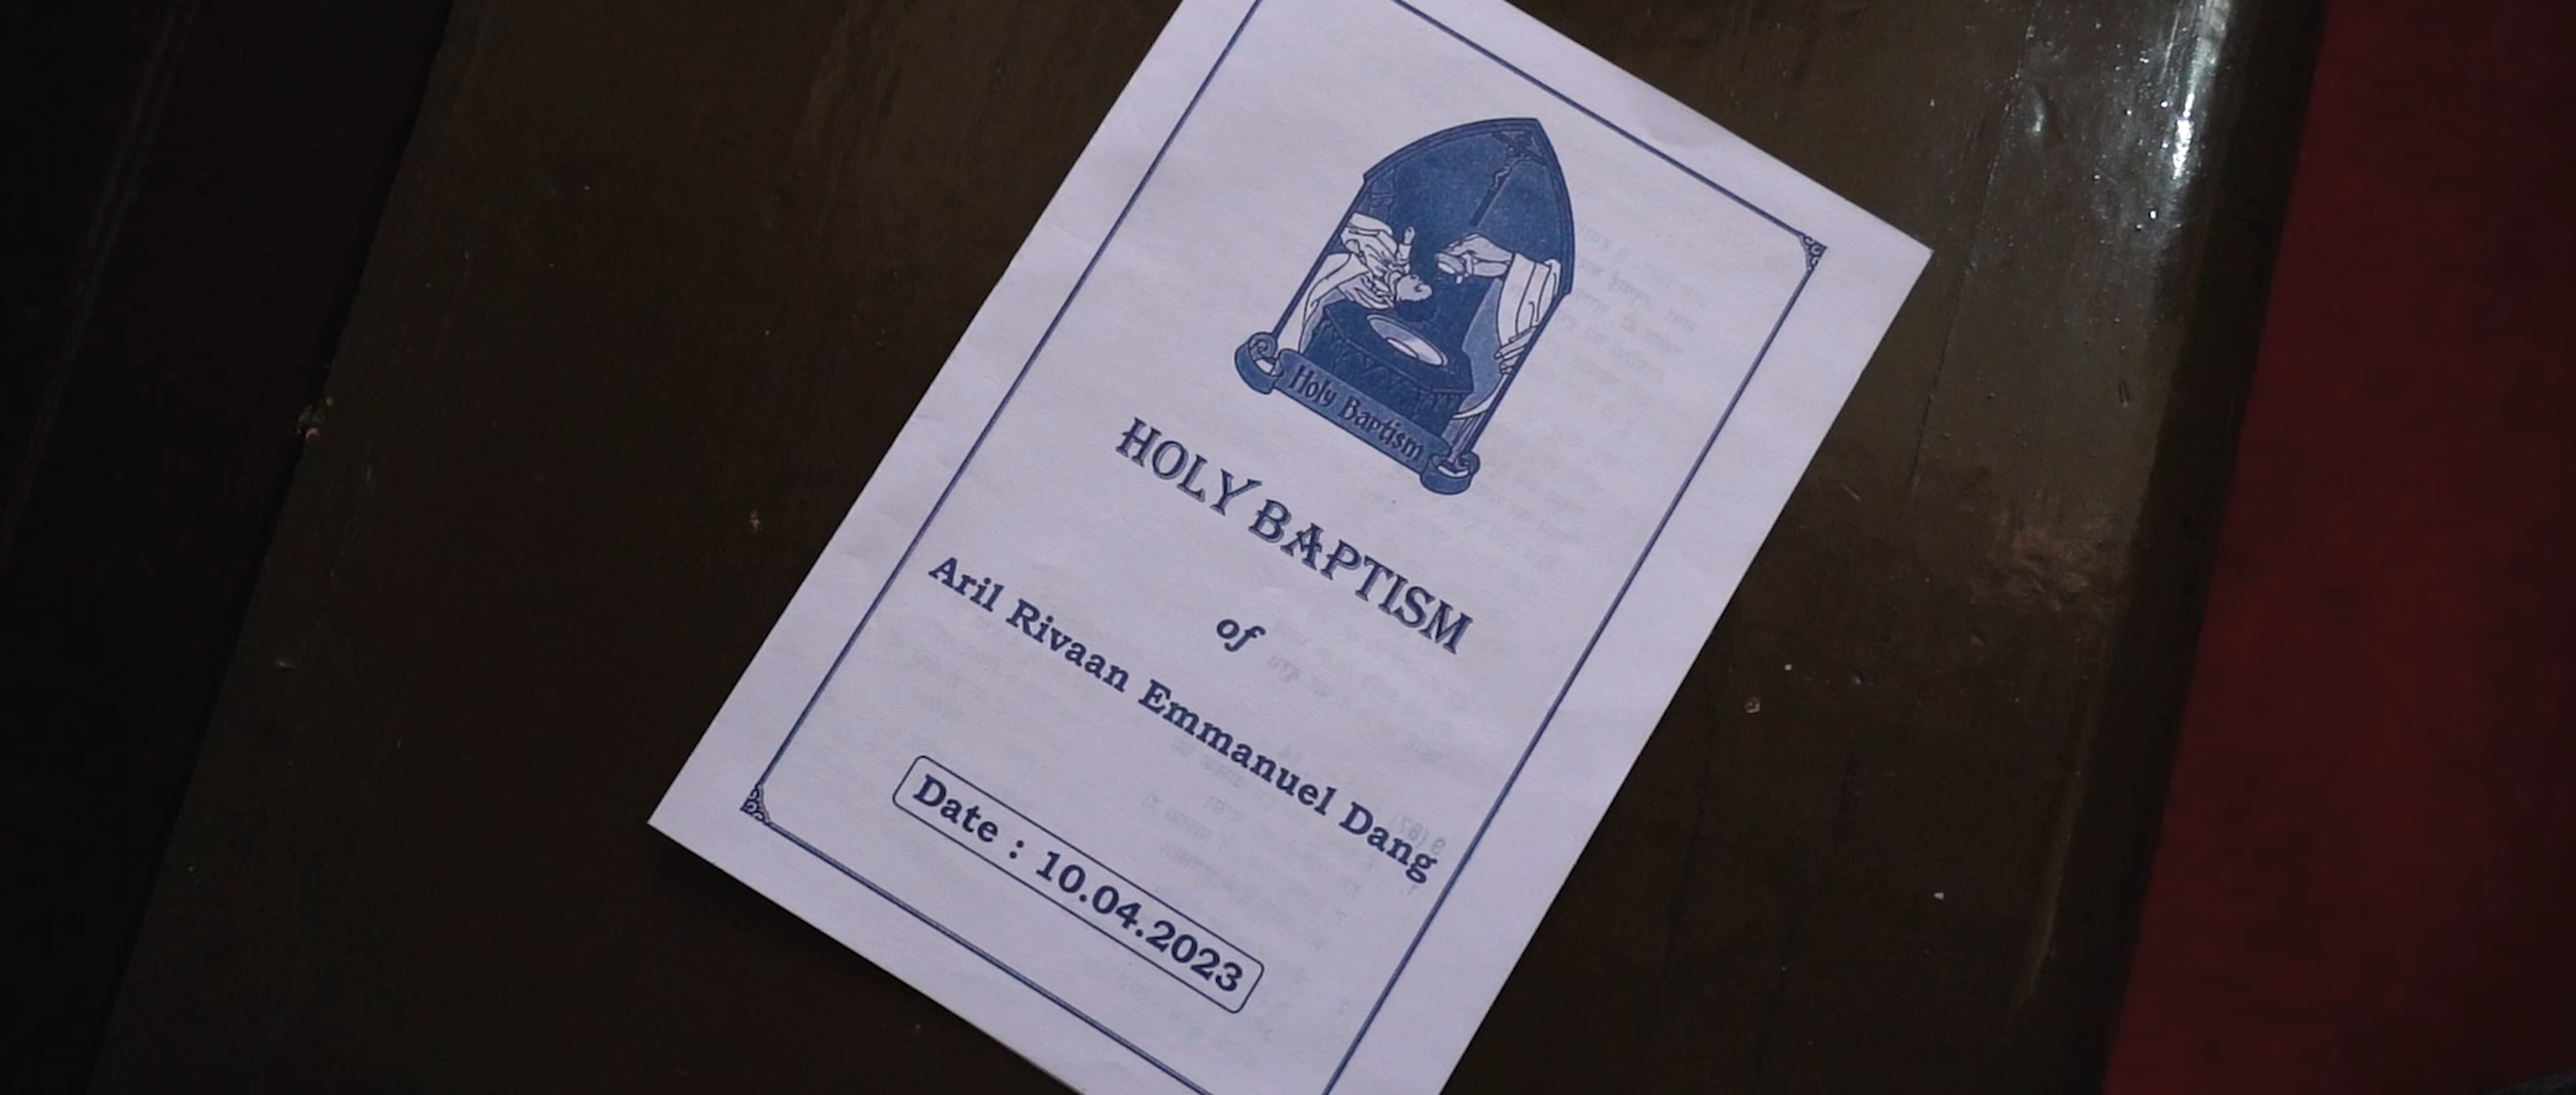 Holy Baptism
HOLY BAPTISM
of
Aril Rivaan Emmanuel Dang
Date : 10.04.2023